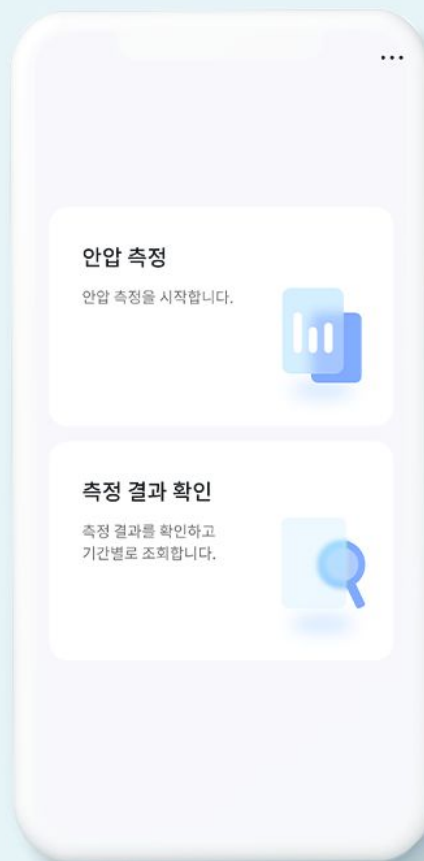 안압 측정
안압 측정을 시작합니다.
측정 결과 확인
측정 결과를 확인하고
기간별로 조회합니다.